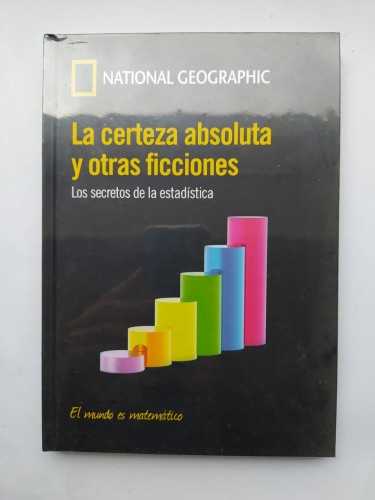 NATIONAL GEOGRAPHIC
La certeza absoluta
y otras ficciones
Los secretos de la estadística
El mundo es matemático